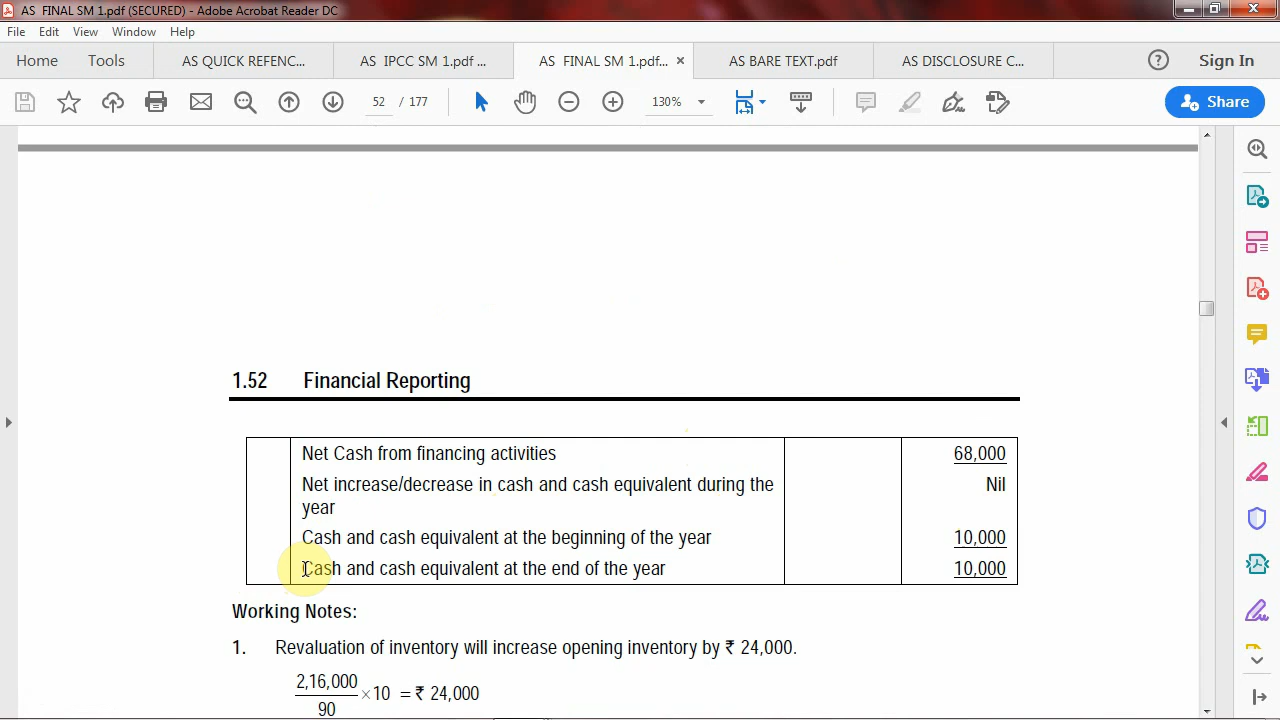 AS FINAL SM 1.pdf (SECURED) - Adobe Acrobat Reader DC
File Edit View Window Help
Home Tools AS QUICK REFENC... AS IPCC SM 1.pdf ... AS FINAL SM 1.pdf... × AS BARE TEXT.pdf AS DISCLOSURE C... ? Sign In
52 / 177 130% Share
1.52 Financial Reporting
Net Cash from financing activities 68,000
Net increase/decrease in cash and cash equivalent during the Nil
year
Cash and cash equivalent at the beginning of the year 10,000
Cash and cash equivalent at the end of the year 10,000
Working Notes:
1. Revaluation of inventory will increase opening inventory by ₹ 24,000.
2,16,000
× 10 = ₹ 24,000
90